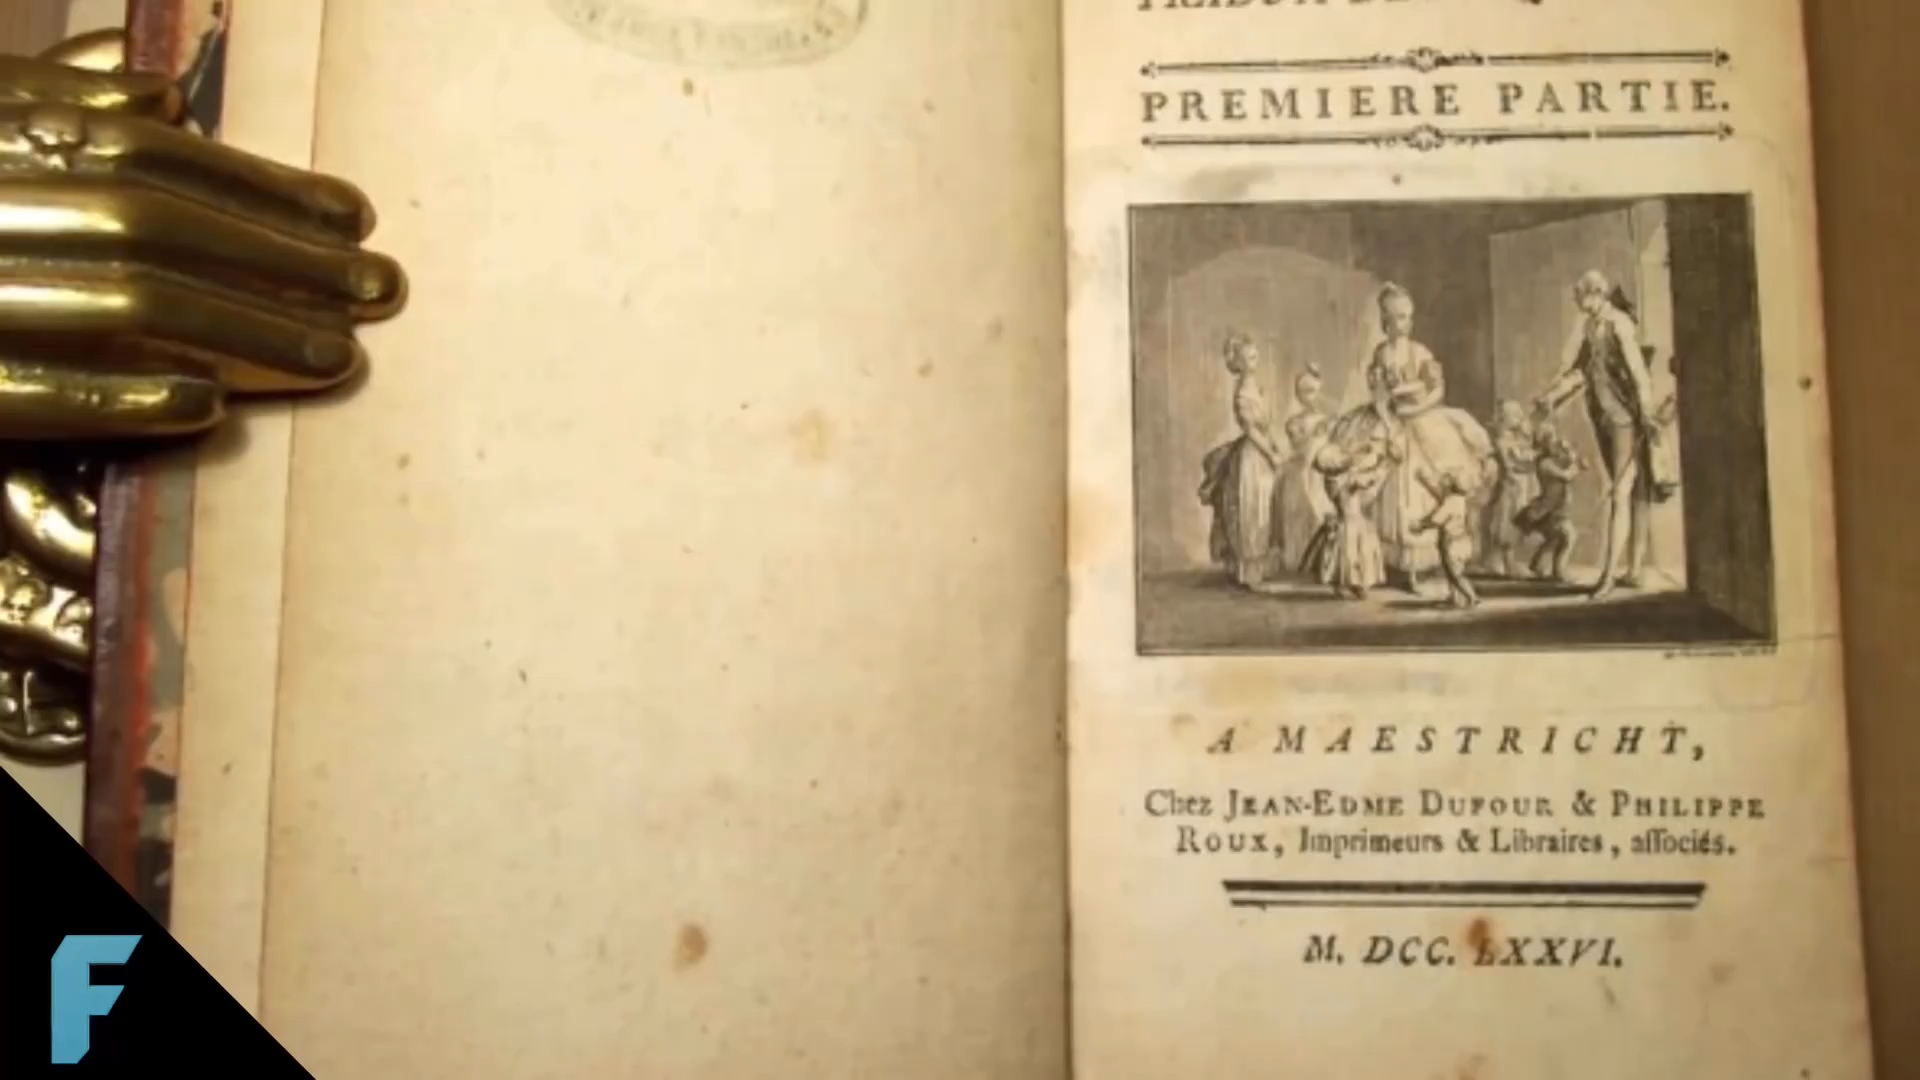 PREMIERE PARTIE.
A MAESTRICHT,
Chez JEAN-EDME DUFOUR & PHILIPPE
ROUX, Imprimeurs & Libraires, associés.
M. DCC. LXXVI.
F